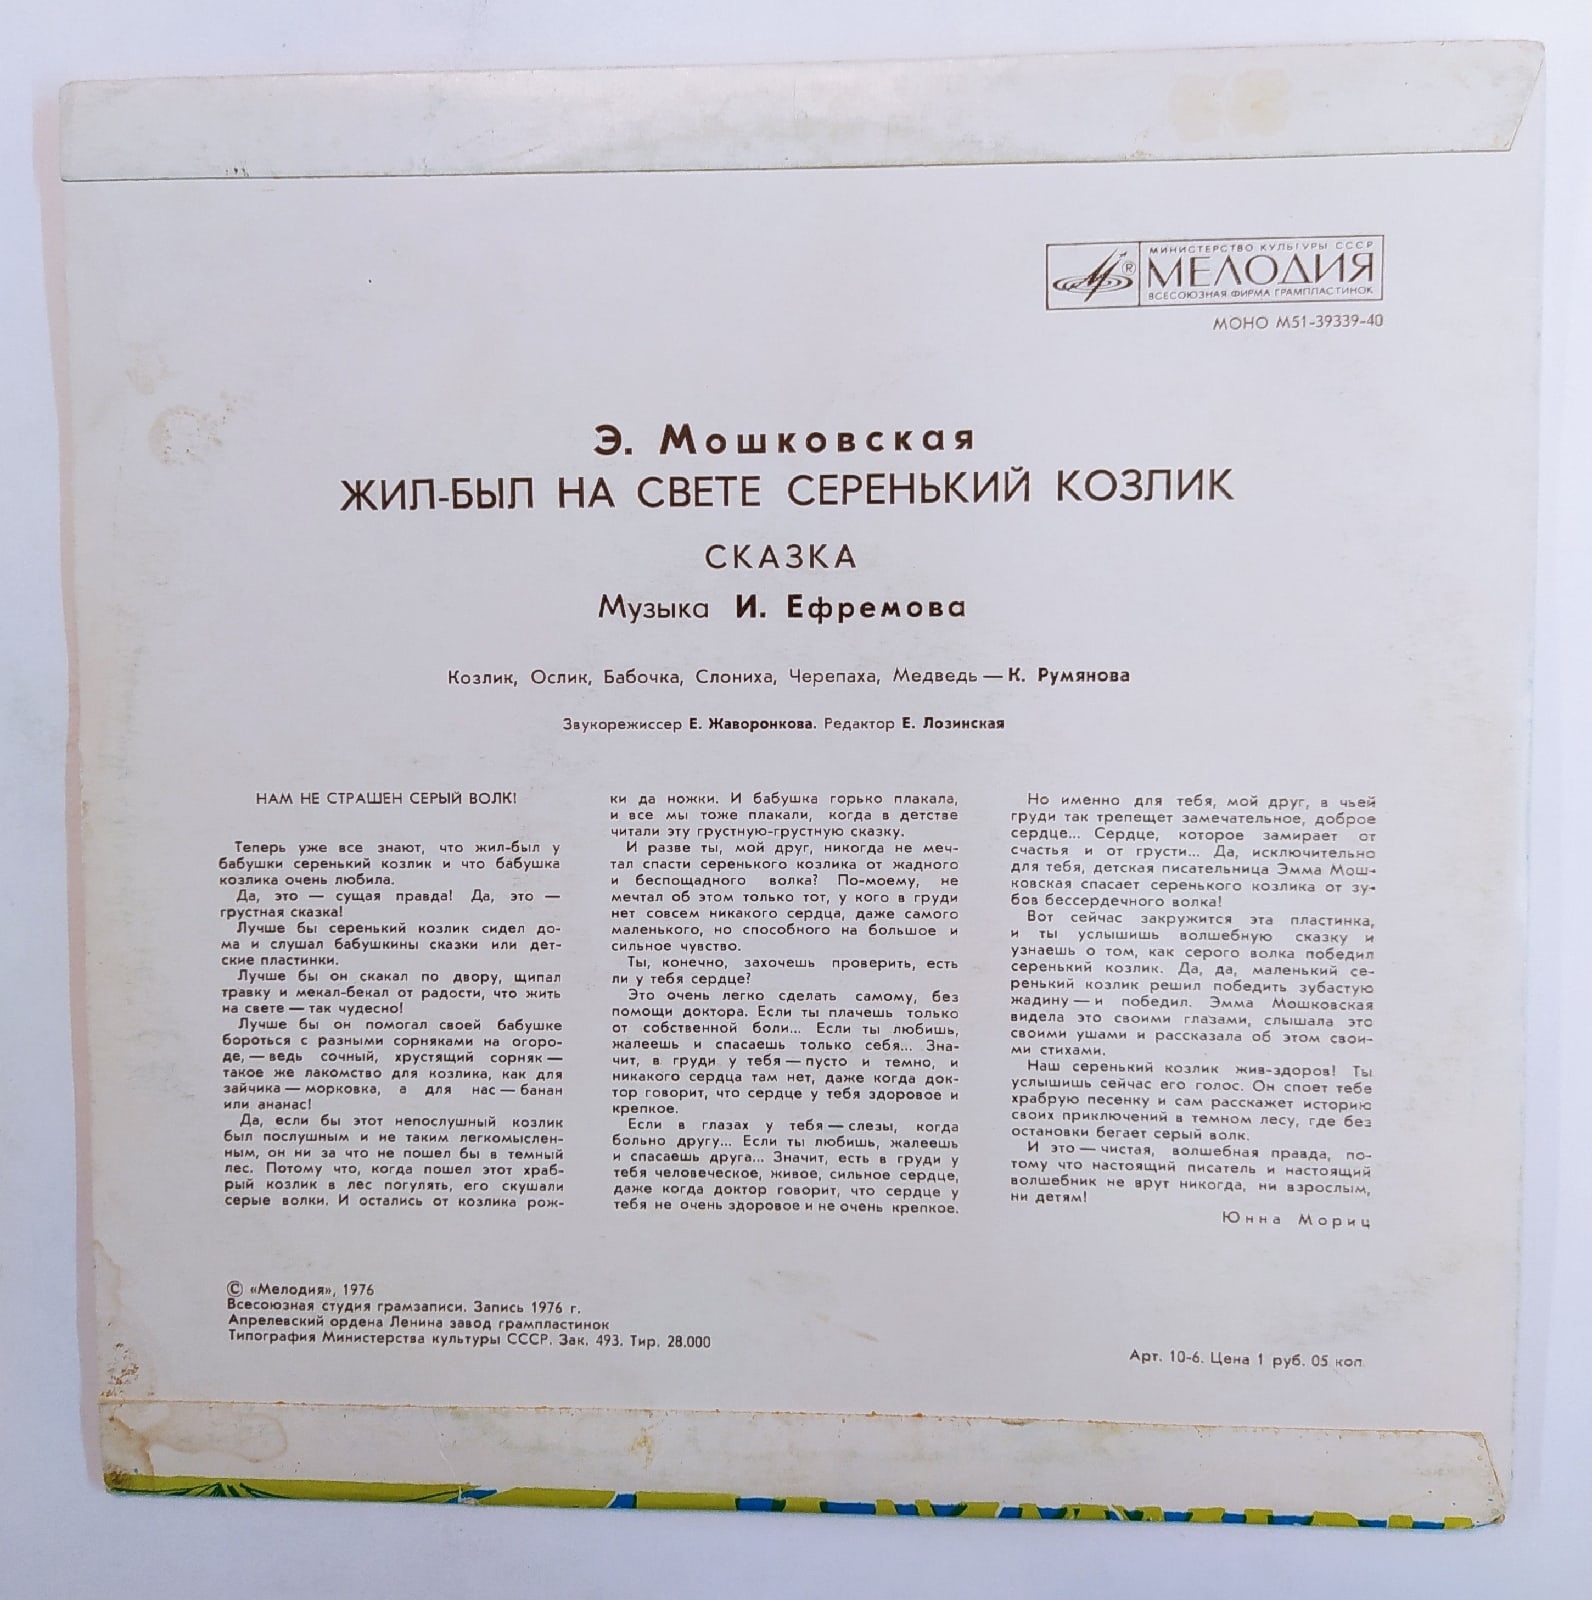 МИНИСТЕРСТВО КУЛЬТУРЫ СССР
МЕЛОДИЯ
ВСЕСОЮЗНАЯ ФИРМА ГРАМПЛАСТИНОК
®
МОНО М51-39339-40
Э. Мошковская
ЖИЛ-БЫЛ НА СВЕТЕ СЕРЕНЬКИЙ КОЗЛИК
СКАЗКА
Музыка И. Ефремова
Козлик, Ослик, Бабочка, Слониха, Черепаха, Медведь — К. Румянова
Звукорежиссер Е. Жаворонкова. Редактор Е. Лозинская
НАМ НЕ СТРАШЕН СЕРЫЙ ВОЛК!
Теперь уже все знают, что жил-был у
бабушки серенький козлик и что бабушка
козлика очень любила.
Да, это — сущая правда! Да, это —
грустная сказка!
Лучше бы серенький козлик сидел до-
ма и слушал бабушкины сказки или дет-
ские пластинки.
Лучше бы он скакал по двору, щипал
травку и мекал-бекал от радости, что жить
на свете — так чудесно!
Лучше бы он помогал своей бабушке
бороться с разными сорняками на огоро-
де, — ведь сочный, хрустящий сорняк —
такое же лакомство для козлика, как для
зайчика — морковка, а для нас — банан
или ананас!
Да, если бы этот непослушный козлик
был послушным и не таким легкомыслен-
ным, он ни за что не пошел бы в темный
лес. Потому что, когда пошел этот храб-
рый козлик в лес погулять, его скушали
серые волки. И остались от козлика рож-
ки да ножки. И бабушка горько плакала,
и все мы тоже плакали, когда в детстве
читали эту грустную-грустную сказку.
И разве ты, мой друг, никогда не меч-
тал спасти серенького козлика от жадного
и беспощадного волка? По-моему, не
мечтал об этом только тот, у кого в груди
нет совсем никакого сердца, даже самого
маленького, но способного на большое и
сильное чувство.
Ты, конечно, захочешь проверить, есть
ли у тебя сердце?
Это очень легко сделать самому, без
помощи доктора. Если ты плачешь только
от собственной боли... Если ты любишь,
жалеешь и спасаешь только себя... Зна-
чит, в груди у тебя — пусто и темно, и
никакого сердца там нет, даже когда док-
тор говорит, что сердце у тебя здоровое и
крепкое.
Если в глазах у тебя — слезы, когда
больно другу... Если ты любишь, жалеешь
и спасаешь друга... Значит, есть в груди у
тебя человеческое, живое, сильное сердце,
даже когда доктор говорит, что сердце у
тебя не очень здоровое и не очень крепкое.
Но именно для тебя, мой друг, в чьей
груди так трепещет замечательное, доброе
сердце... Сердце, которое замирает от
счастья и от грусти... Да, исключительно
для тебя, детская писательница Эмма Мош-
ковская спасает серенького козлика от зу-
бов бессердечного волка!
Вот сейчас закружится эта пластинка,
и ты услышишь волшебную сказку и
узнаешь о том, как серого волка победил
серенький козлик. Да, да, маленький се-
ренький козлик решил победить зубастую
жадину — и победил. Эмма Мошковская
видела это своими глазами, слышала это
своими ушами и рассказала об этом свои-
ми стихами.
Наш серенький козлик жив-здоров! Ты
услышишь сейчас его голос. Он споет тебе
храбрую песенку и сам расскажет историю
своих приключений в темном лесу, где без
остановки бегает серый волк.
И это — чистая, волшебная правда, по-
тому что настоящий писатель и настоящий
волшебник не врут никогда, ни взрослым,
ни детям!
Юнна Мориц
© «Мелодия», 1976
Всесоюзная студия грамзаписи. Запись 1976 г.
Апрелевский ордена Ленина завод грампластинок
Типография Министерства культуры СССР. Зак. 493. Тир. 28.000
Арт. 10-6. Цена 1 руб. 05 коп.